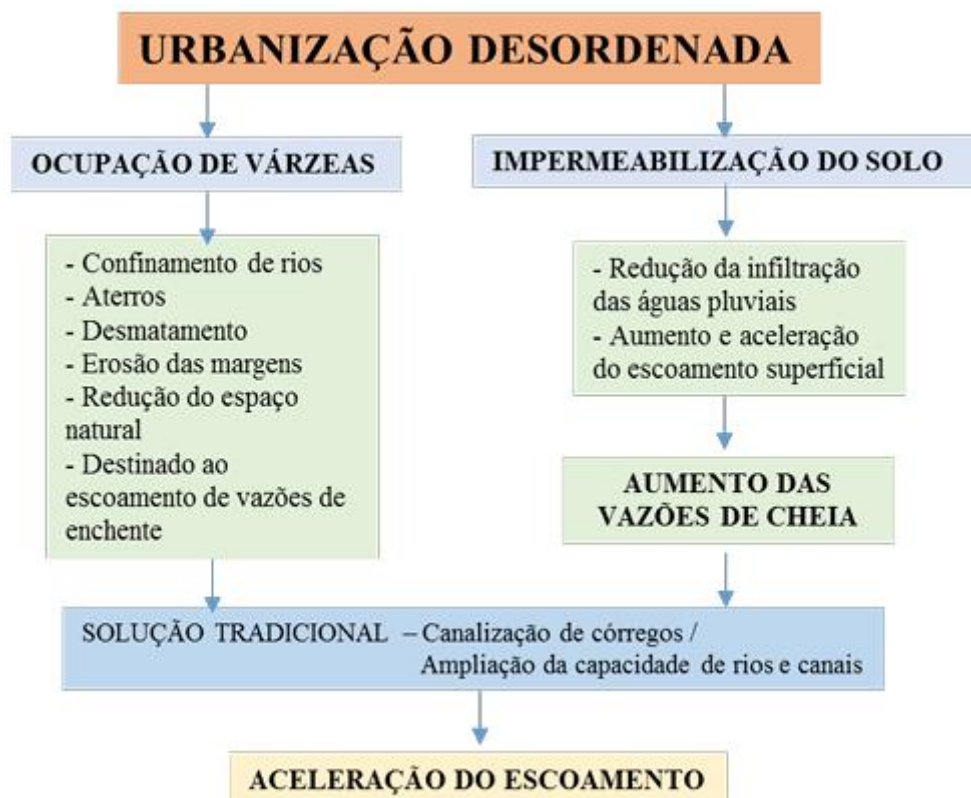 URBANIZAÇÃO DESORDENADA
OCUPAÇÃO DE VÁRZEAS
- Confinamento de rios
- Aterros
- Desmatamento
- Erosão das margens
- Redução do espaço
natural
- Destinado ao
escoamento de vazões de
enchente
IMPERMEABILIZAÇÃO DO SOLO
- Redução da infiltração
das águas pluviais
- Aumento e aceleração
do escoamento superficial
AUMENTO DAS
VAZÕES DE CHEIA
SOLUÇÃO TRADICIONAL – Canalização de córregos /
Ampliação da capacidade de rios e canais
ACELERAÇÃO DO ESCOAMENTO